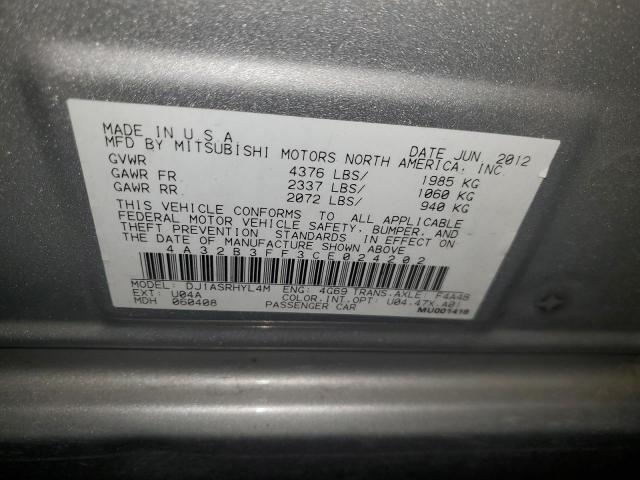 MADE IN U S A DATE JUN, 2012
MFD BY MITSUBISHI MOTORS NORTH AMERICA, INC.
GVWR 4376 LBS/ 1985 KG
GAWR FR 2337 LBS/ 1060 KG
GAWR RR. 2072 LBS/ 940 KG
THIS VEHICLE CONFORMS TO ALL APPLICABLE
FEDERAL MOTOR VEHICLE SAFETY, BUMPER, AND
THEFT PREVENTION STANDARDS IN EFFECT ON
THE DATE OF MANUFACTURE SHOWN ABOVE
4A32B3FF3CE024202
MODEL: DJ1ASRHYL4M ENG: 4G69 TRANS.AXLE: F4A4B
EXT: U04A COLOR.INT.OPT: U04.47X.A01
MDH 060408 PASSENGER CAR
MU001418